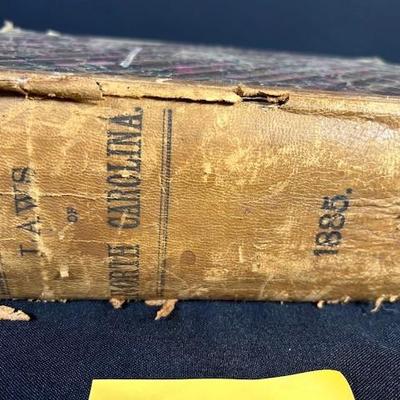 LAWS
OF
NORTH CAROLINA.
1885.